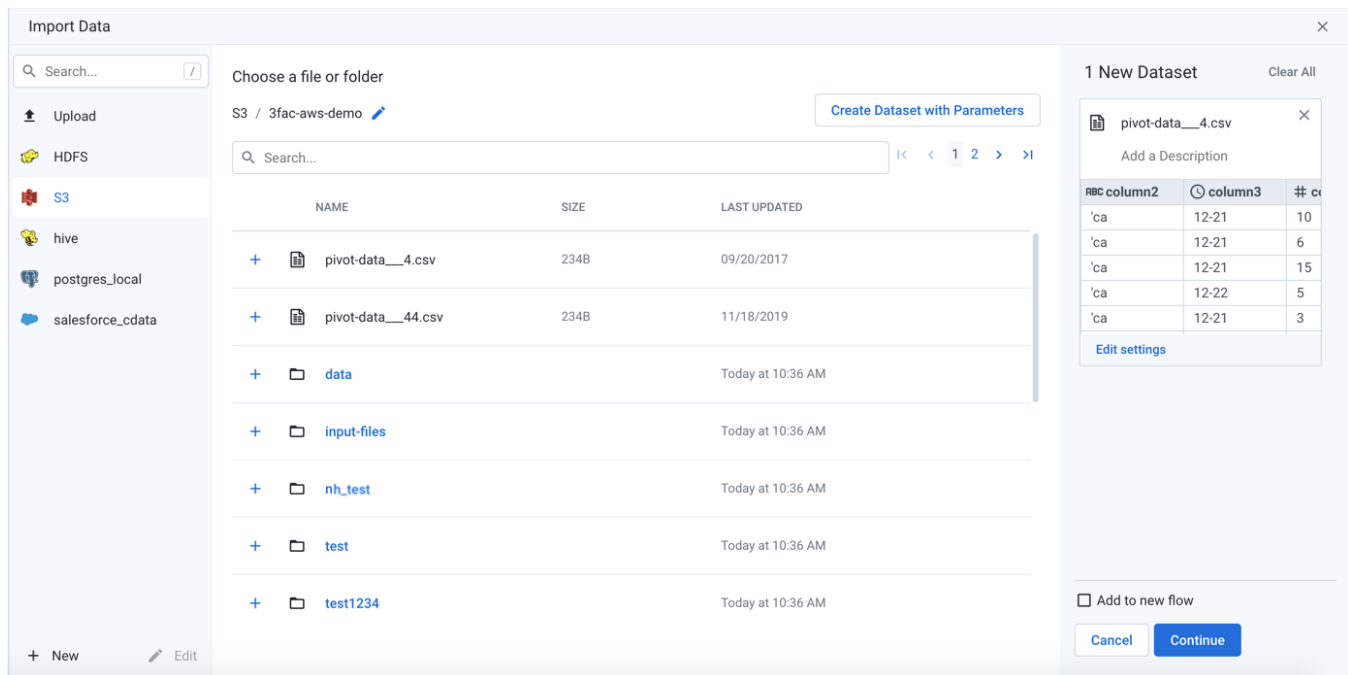 Import Data
Search...
/
Upload
HDFS
S3
hive
postgres_local
salesforce_cdata
+ New
Edit
Choose a file or folder
S3 / 3fac-aws-demo
Create Dataset with Parameters
Search...
1 2
NAME SIZE LAST UPDATED
+ pivot-data___4.csv 234B 09/20/2017
+ pivot-data___44.csv 234B 11/18/2019
+ data Today at 10:36 AM
+ input-files Today at 10:36 AM
+ nh_test Today at 10:36 AM
+ test Today at 10:36 AM
+ test1234 Today at 10:36 AM
1 New Dataset Clear All
pivot-data___4.csv
Add a Description
ABC column2 column3 #
'ca 12-21 10
'ca 12-21 6
'ca 12-21 15
'ca 12-22 5
'ca 12-21 3
Edit settings
Add to new flow
Cancel Continue